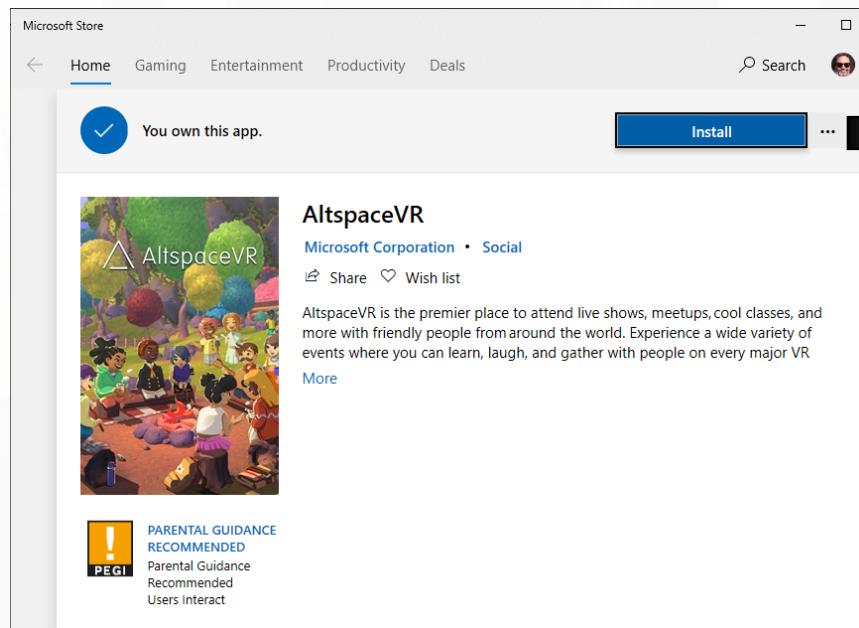 Microsoft Store
Home Gaming Entertainment Productivity Deals Search
You own this app. Install
AltspaceVR
AltspaceVR
Microsoft Corporation • Social
Share Wish list
AltspaceVR is the premier place to attend live shows, meetups, cool classes, and
more with friendly people from around the world. Experience a wide variety of
events where you can learn, laugh, and gather with people on every major VR
More
PEGI
PARENTAL GUIDANCE
RECOMMENDED
Parental Guidance
Recommended
Users Interact